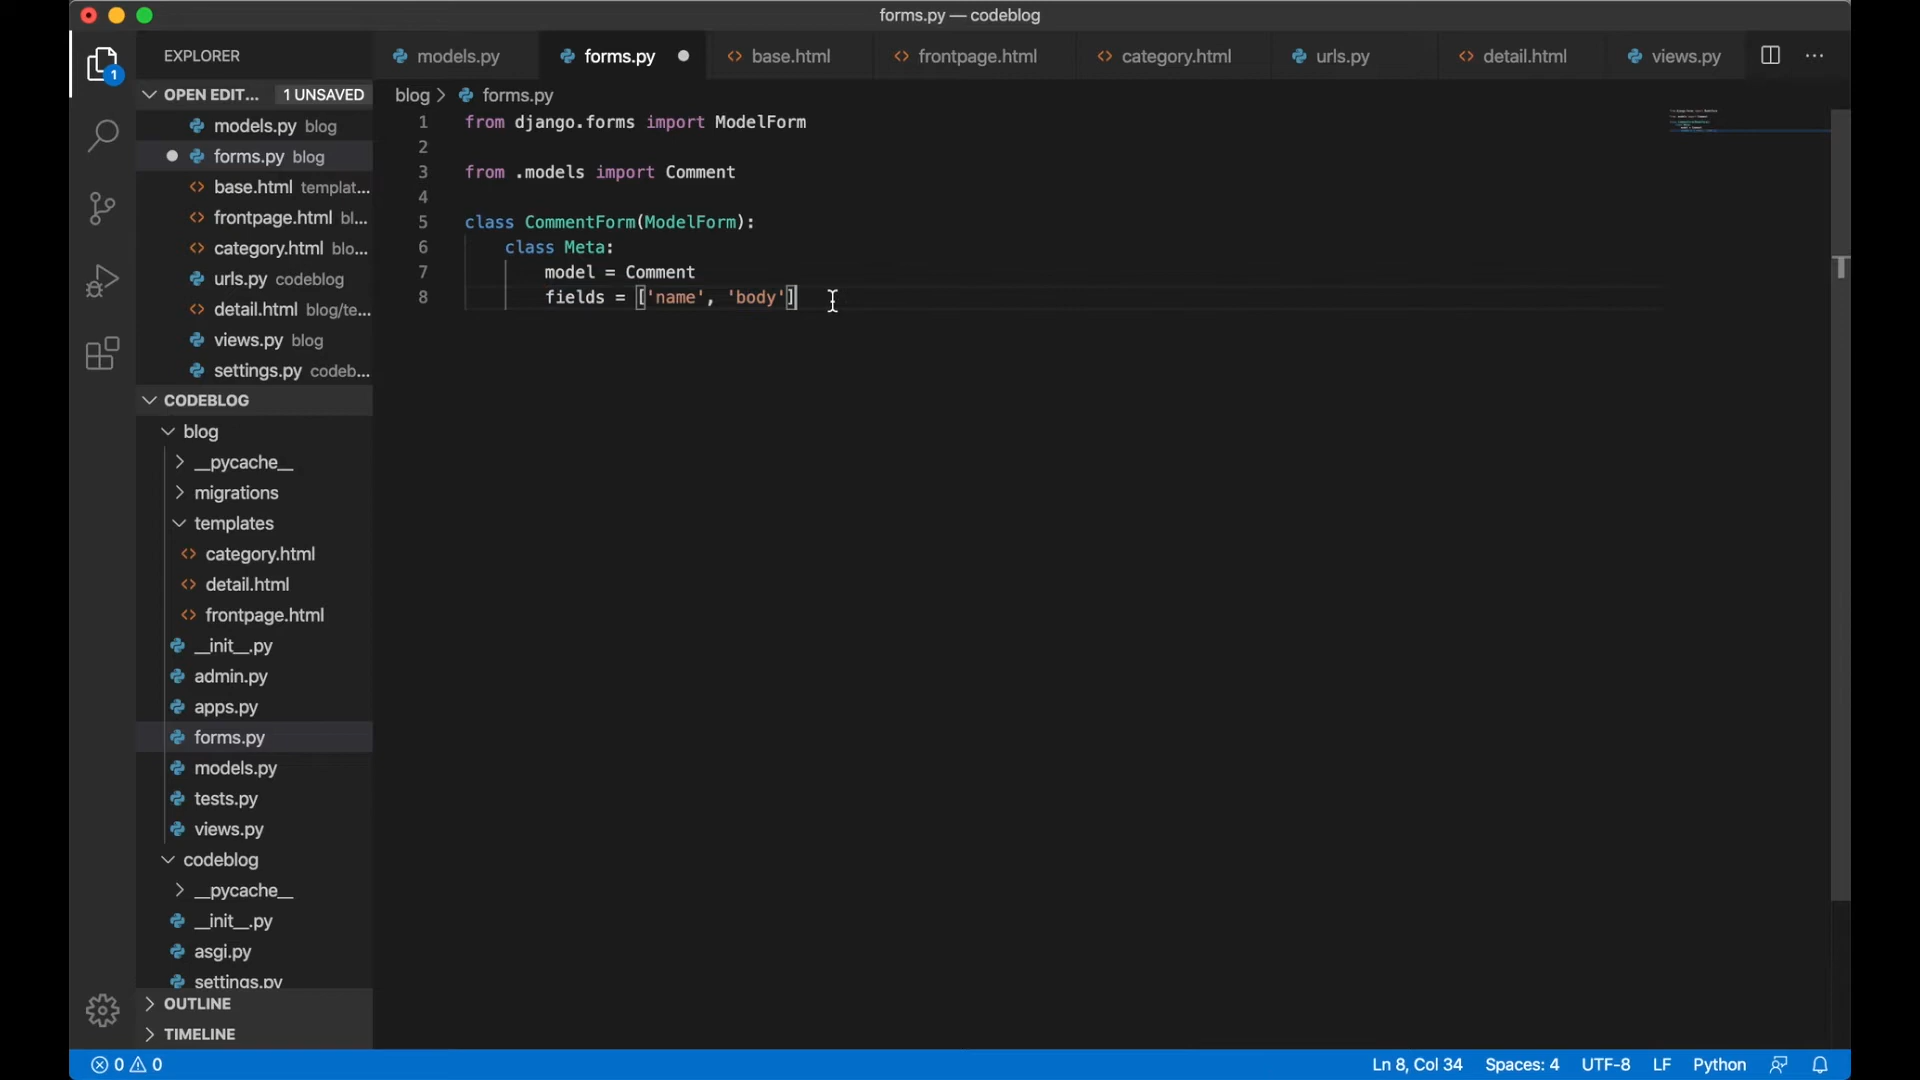 forms.py — codeblog
EXPLORER
models.py
forms.py
base.html
frontpage.html
category.html
urls.py
detail.html
views.py
1
OPEN EDIT... 1 UNSAVED
models.py blog
forms.py blog
base.html templat...
frontpage.html bl...
category.html blo...
urls.py codeblog
detail.html blog/te...
views.py blog
settings.py codeb...
CODEBLOG
blog
__pycache__
migrations
templates
category.html
detail.html
frontpage.html
__init__.py
admin.py
apps.py
forms.py
models.py
tests.py
views.py
codeblog
__pycache__
__init__.py
asgi.py
settings.py
OUTLINE
TIMELINE
blog > forms.py
1 from django.forms import ModelForm
2
3 from .models import Comment
4
5 class CommentForm(ModelForm):
6 class Meta:
7 model = Comment
8 fields = ['name', 'body']
0 0
Ln 8, Col 34 Spaces: 4 UTF-8 LF Python